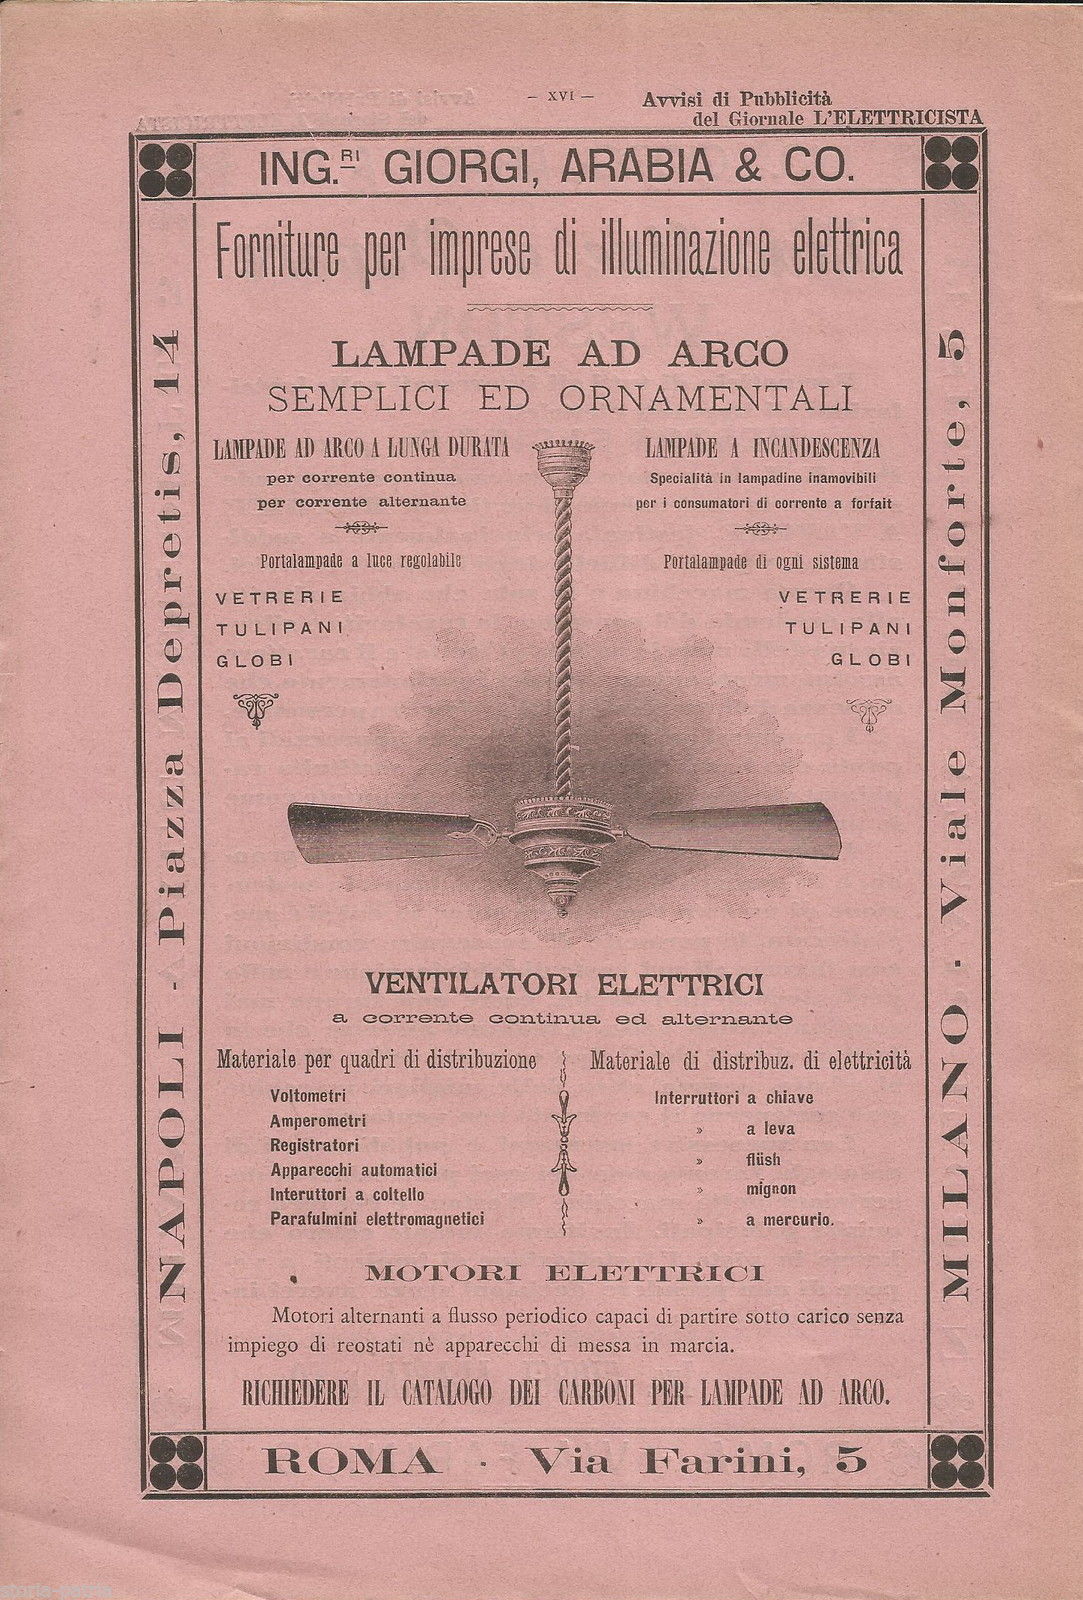 — XVI —
Avvisi di Pubblicità
del Giornale L'ELETTRICISTA
ING.RI GIORGI, ARABIA & CO.
Forniture per imprese di illuminazione elettrica
LAMPADE AD ARCO
SEMPLICI ED ORNAMENTALI
LAMPADE AD ARCO A LUNGA DURATA
per corrente continua
per corrente alternante
Portalampade a luce regolabile
VETRERIE
TULIPANI
GLOBI
LAMPADE A INCANDESCENZA
Specialità in lampadine inamovibili
per i consumatori di corrente a forfait
Portalampade di ogni sistema
VETRERIE
TULIPANI
GLOBI
NAPOLI - Piazza Depretis, 14
MILANO - Viale Monforte, 5
VENTILATORI ELETTRICI
a corrente continua ed alternante
Materiale per quadri di distribuzione
Voltometri
Amperometri
Registratori
Apparecchi automatici
Interuttori a coltello
Parafulmini elettromagnetici
Materiale di distribuz. di elettricità
Interruttori a chiave
» a leva
» flüsh
» mignon
» a mercurio.
MOTORI ELETTRICI
Motori alternanti a flusso periodico capaci di partire sotto carico senza
impiego di reostati nè apparecchi di messa in marcia.
RICHIEDERE IL CATALOGO DEI CARBONI PER LAMPADE AD ARCO.
ROMA - Via Farini, 5